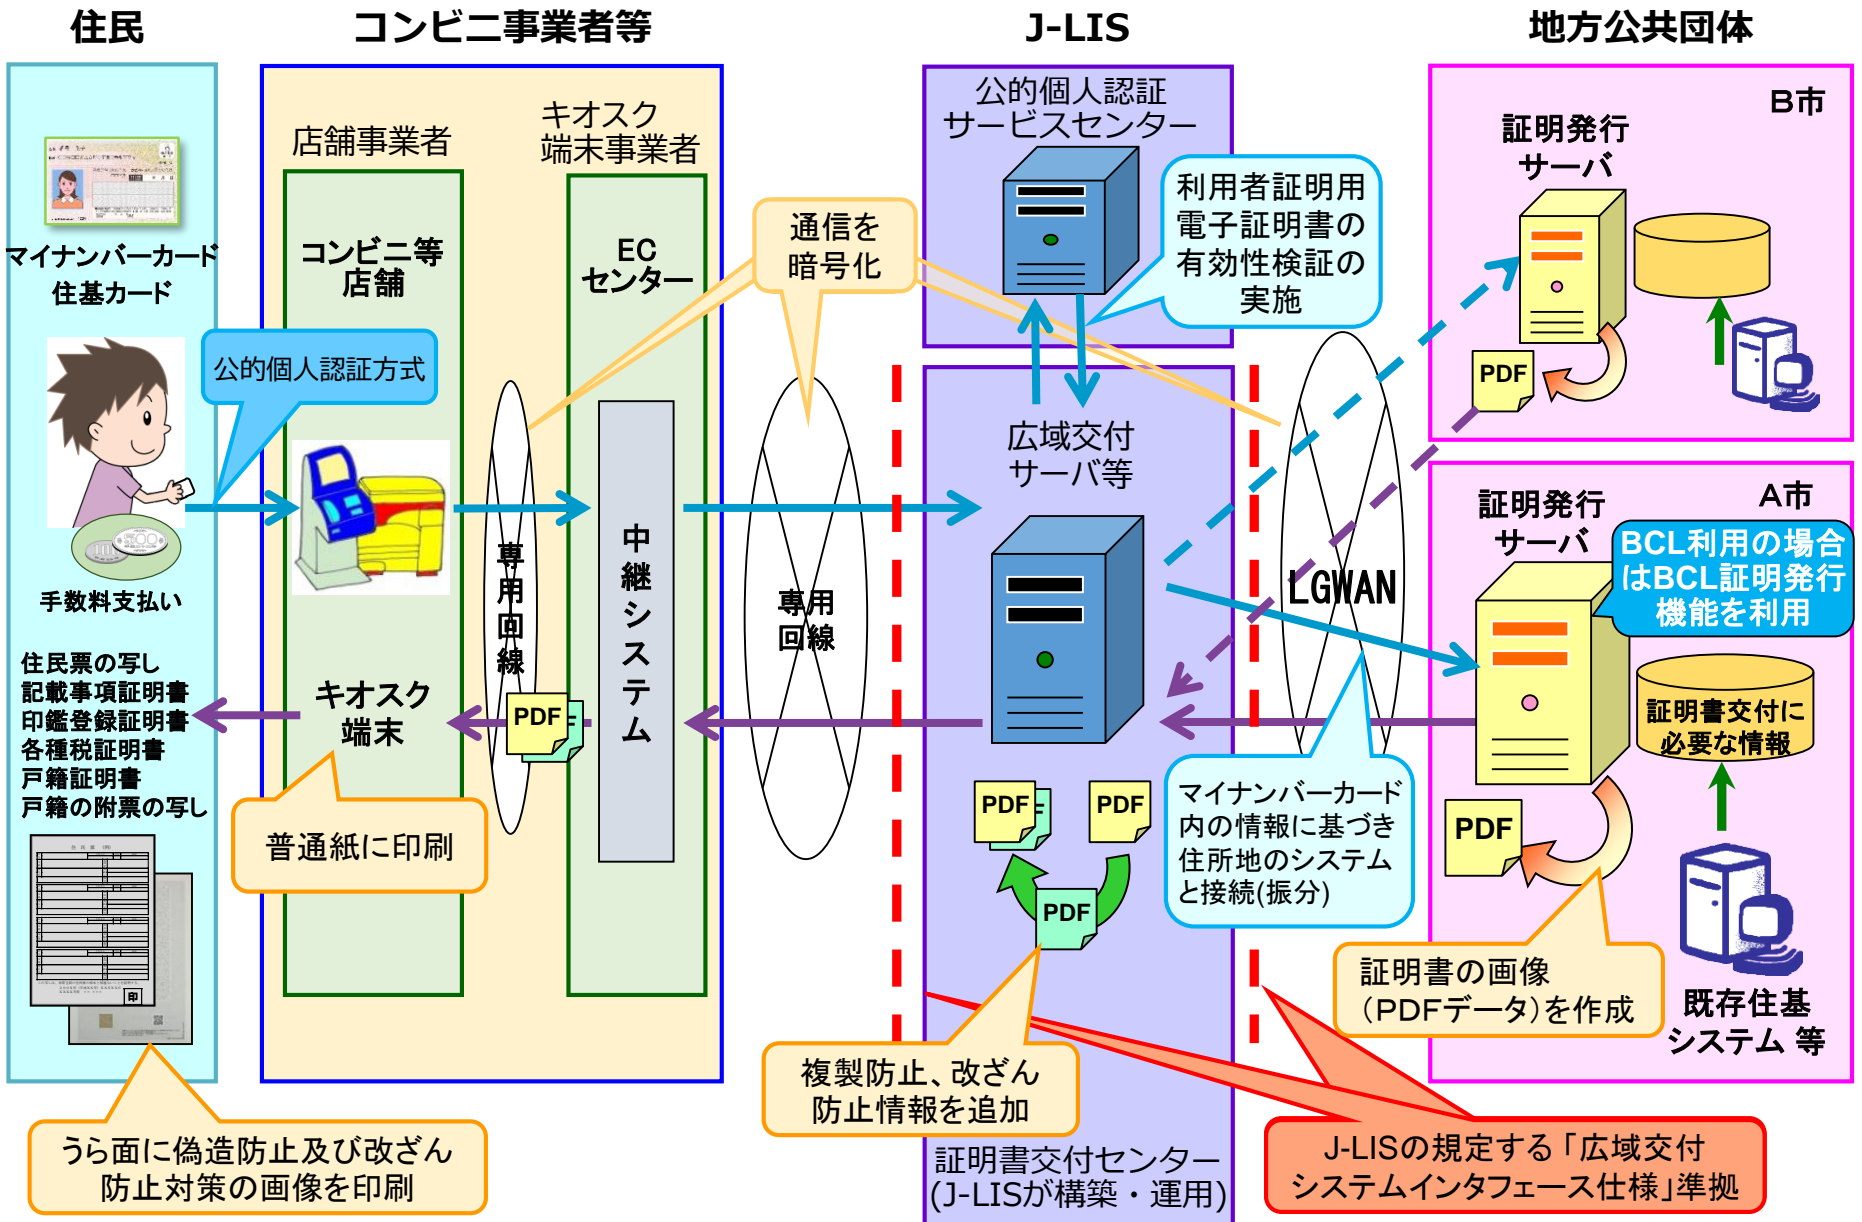 住民
コンビニ事業者等
J-LIS
地方公共団体
マイナンバーカード
住基カード
公的個人認証方式
手数料支払い
住民票の写し
記載事項証明書
印鑑登録証明書
各種税証明書
戸籍証明書
戸籍の附票の写し
印
うら面に偽造防止及び改ざん
防止対策の画像を印刷
店舗事業者
コンビニ等
店舗
キオスク
端末
普通紙に印刷
専用回線
PDF
キオスク
端末事業者
EC
センター
中継システム
通信を
暗号化
専用
回線
公的個人認証
サービスセンター
利用者証明用
電子証明書の
有効性検証の
実施
広域交付
サーバ等
PDF
PDF
PDF
複製防止、改ざん
防止情報を追加
証明書交付センター
(J-LISが構築・運用)
LGWAN
マイナンバーカード
内の情報に基づき
住所地のシステム
と接続(振分)
J-LISの規定する「広域交付
システムインタフェース仕様」準拠
B市
証明発行
サーバ
PDF
A市
証明発行
サーバ
BCL利用の場合
はBCL証明発行
機能を利用
証明書交付に
必要な情報
PDF
証明書の画像
(PDFデータ)を作成
既存住基
システム 等